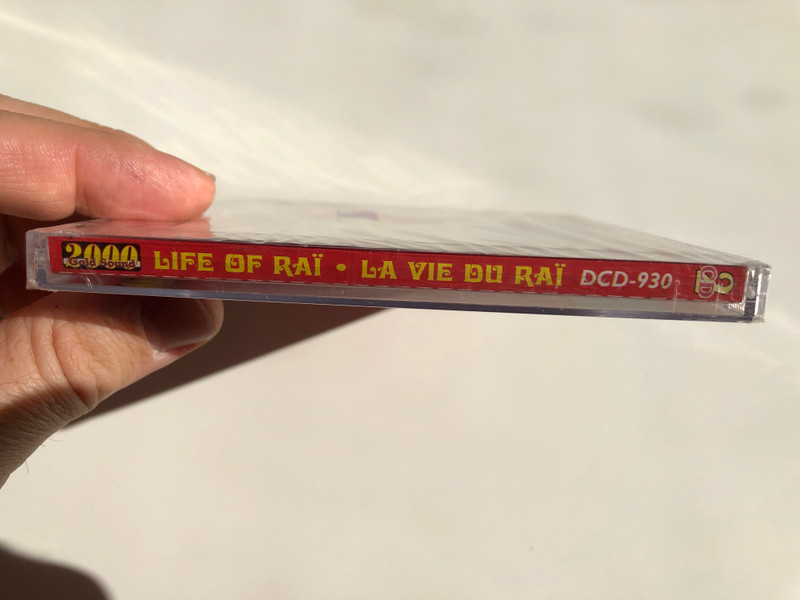 2000
Gold Sound
LIFE OF RAÏ • LA VIE DU RAÏ DCD-930